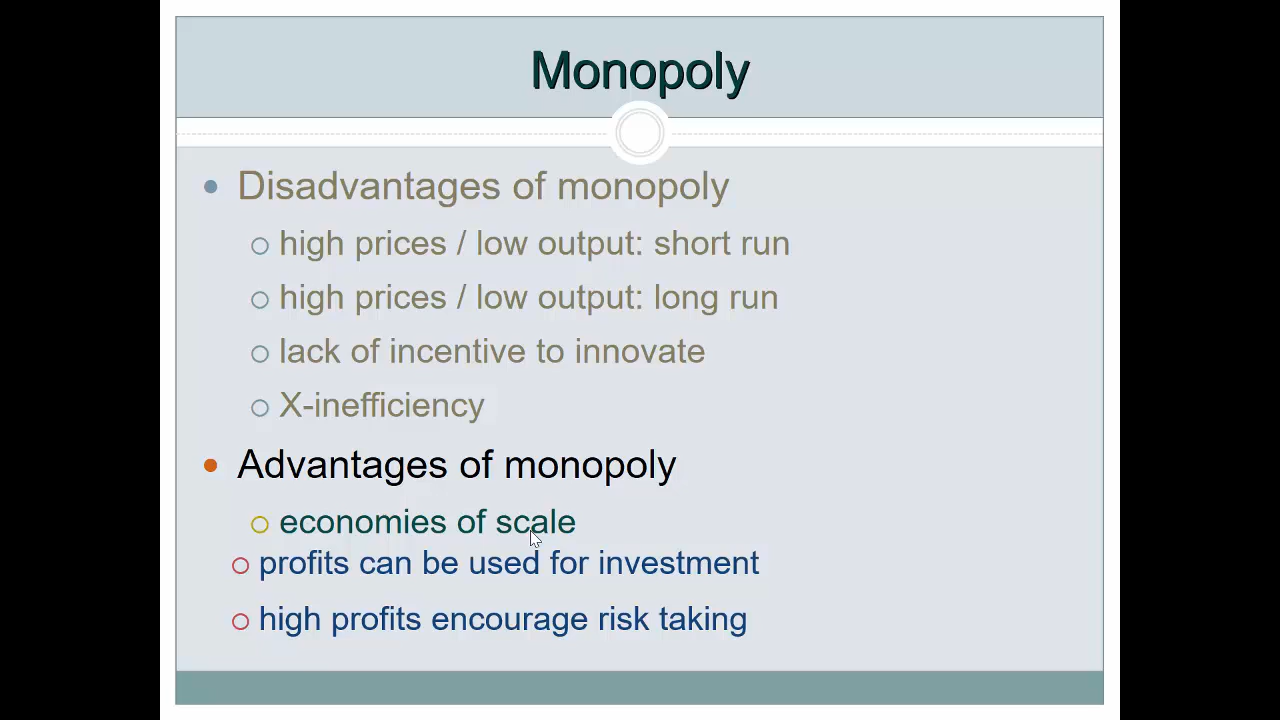 Monopoly
Disadvantages of monopoly
high prices / low output: short run
high prices / low output: long run
lack of incentive to innovate
X-inefficiency
Advantages of monopoly
economies of scale
profits can be used for investment
high profits encourage risk taking